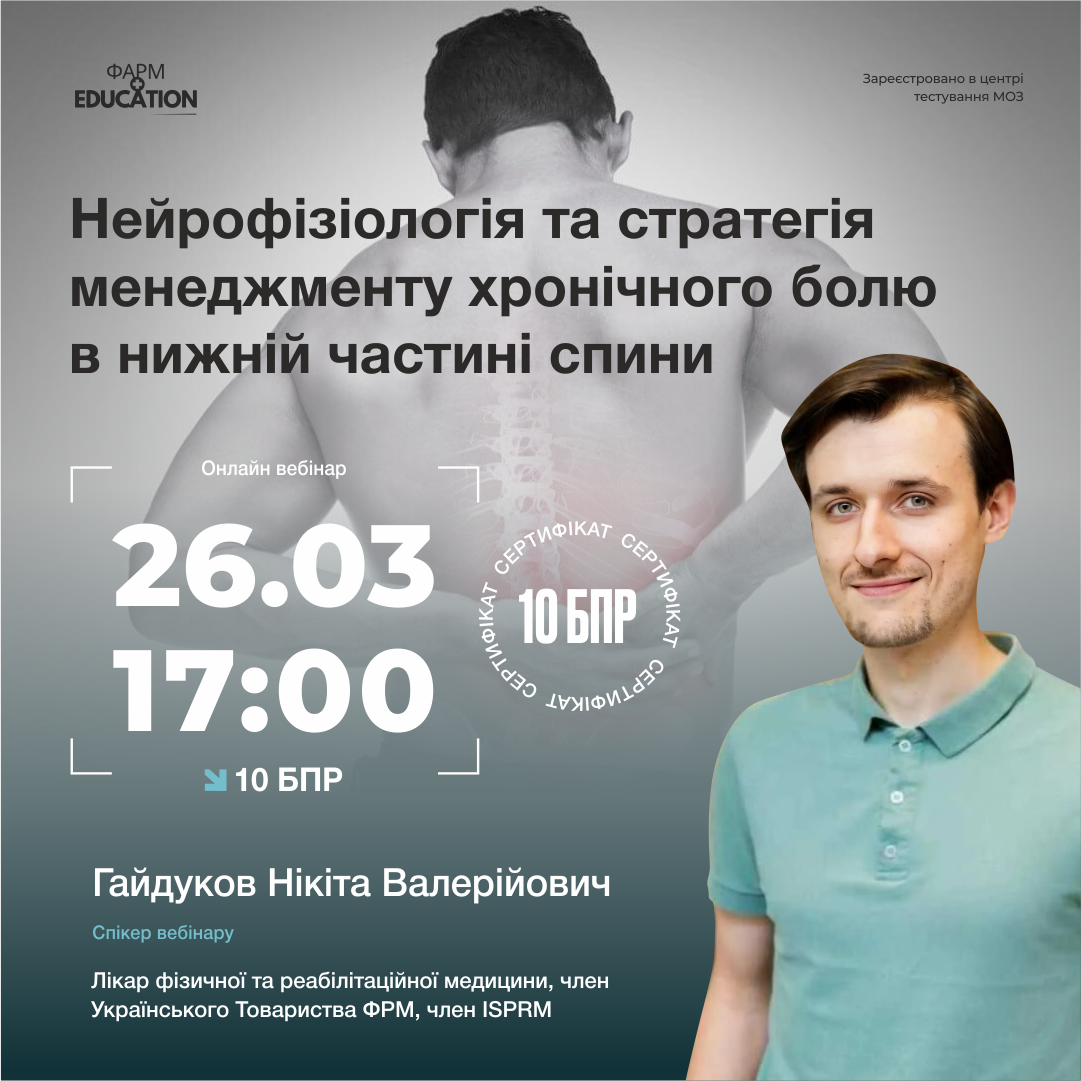 ФАРМ
EDUCATION
Зареєстровано в центрі
тестування МОЗ
Нейрофізіологія та стратегія
менеджменту хронічного болю
в нижній частині спини
Онлайн вебінар
26.03
17:00
10 БПР
СЕРТИФІКАТ СЕРТИФІКАТ СЕРТИФІКАТ СЕРТИФІКАТ СЕРТИФІКАТ
10 БПР
Гайдуков Нікіта Валерійович
Спікер вебінару
Лікар фізичної та реабілітаційної медицини, член
Українського Товариства ФРМ, член ISPRM